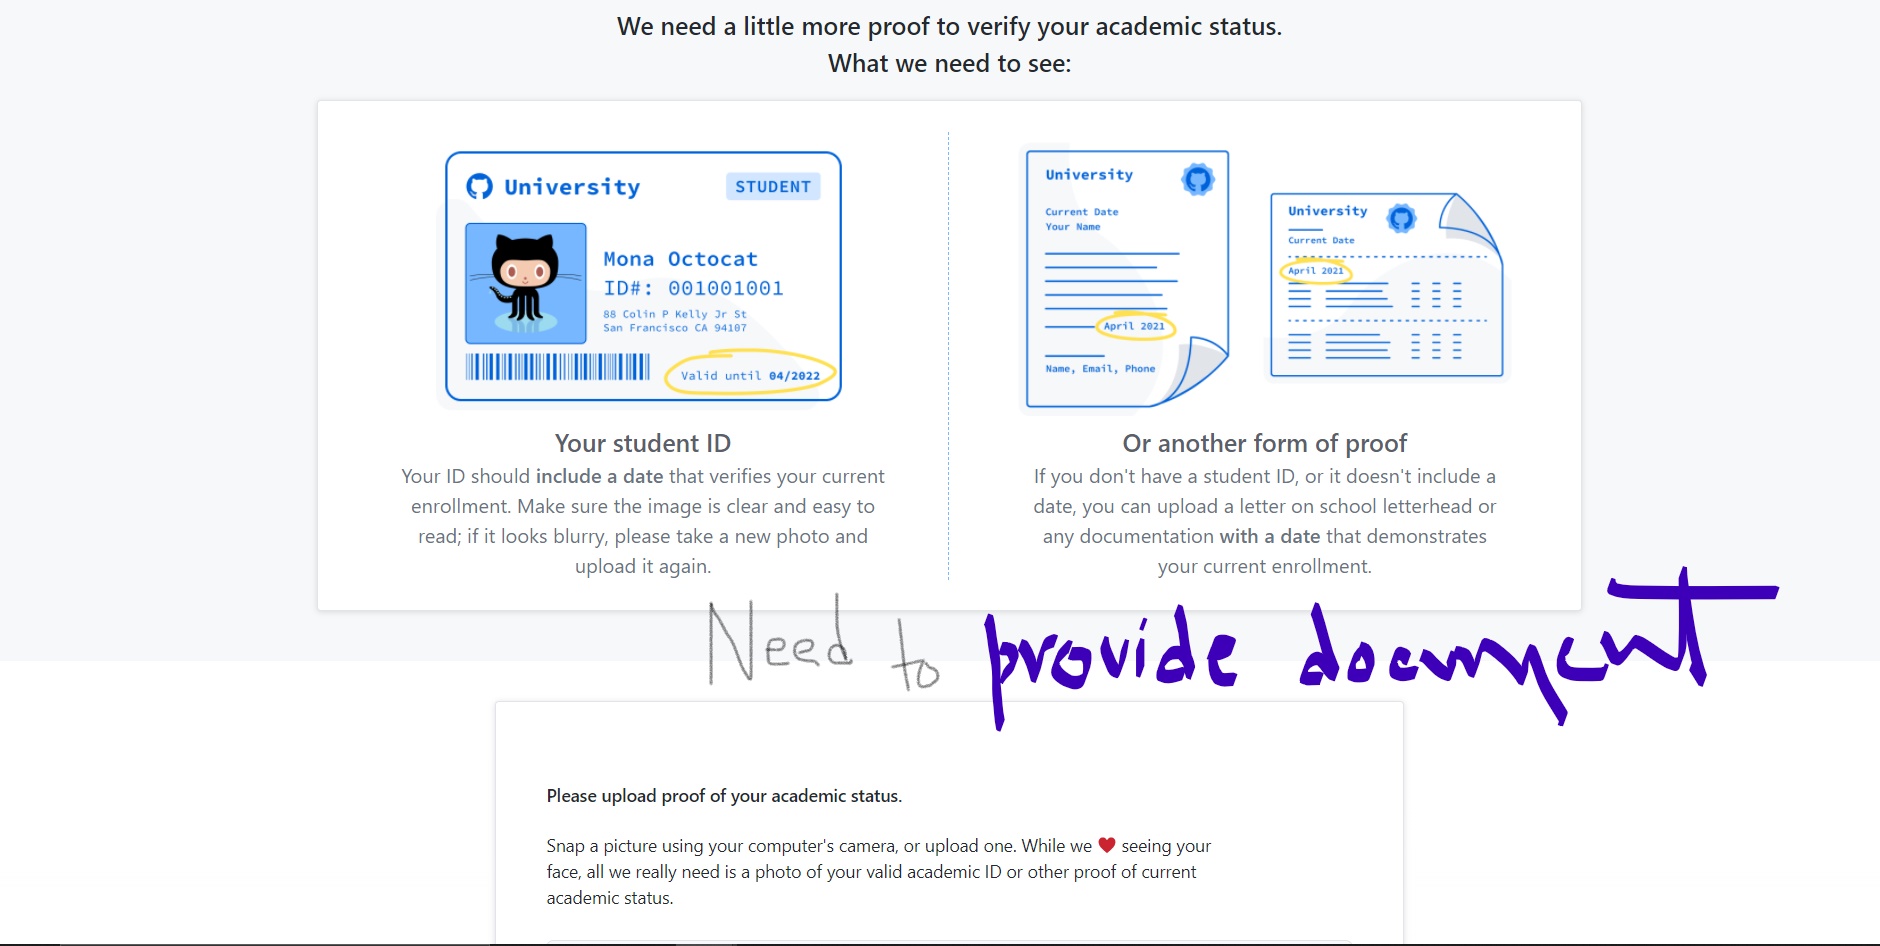 We need a little more proof to verify your academic status.
What we need to see:
University
STUDENT
Mona Octocat
ID#: 001001001
88 Colin P Kelly Jr St
San Francisco CA 94107
Valid until 04/2022
University
Current Date
Your Name
April 2021
Name, Email, Phone
University
Current Date
April 2021
Your student ID
Your ID should include a date that verifies your current
enrollment. Make sure the image is clear and easy to
read; if it looks blurry, please take a new photo and
upload it again.
Or another form of proof
If you don't have a student ID, or it doesn't include a
date, you can upload a letter on school letterhead or
any documentation with a date that demonstrates
your current enrollment.
Need to provide document
Please upload proof of your academic status.
Snap a picture using your computer's camera, or upload one. While we ❤ seeing your
face, all we really need is a photo of your valid academic ID or other proof of current
academic status.